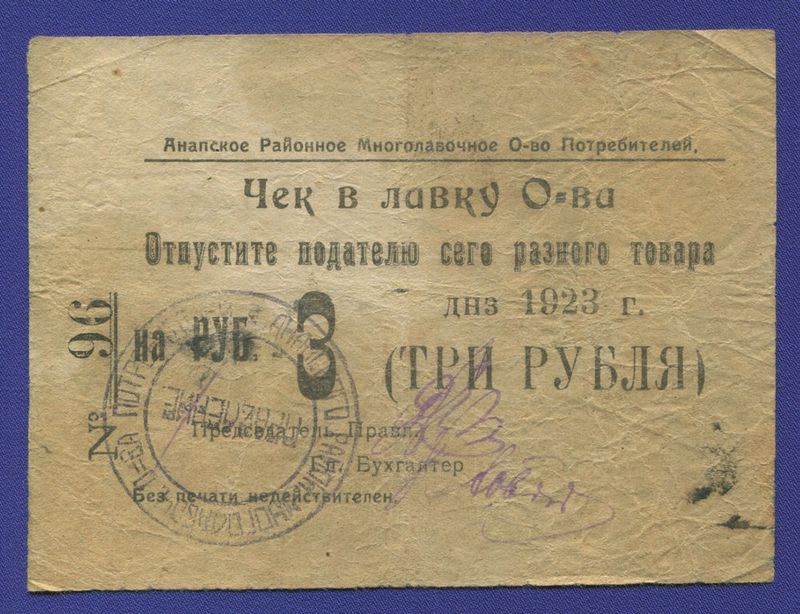 Анапское Районное Многолавочное О-во Потребителей,
Чек в лавку О-ва
Отпустите подателю сего разного товара
на РУБ. 3 днз 1923 г.
(ТРИ РУБЛЯ)
№ 96
Председатель Правл.
Гл. Бухгалтер
Без печати недействителен
ПРАВЛЕНИЕ